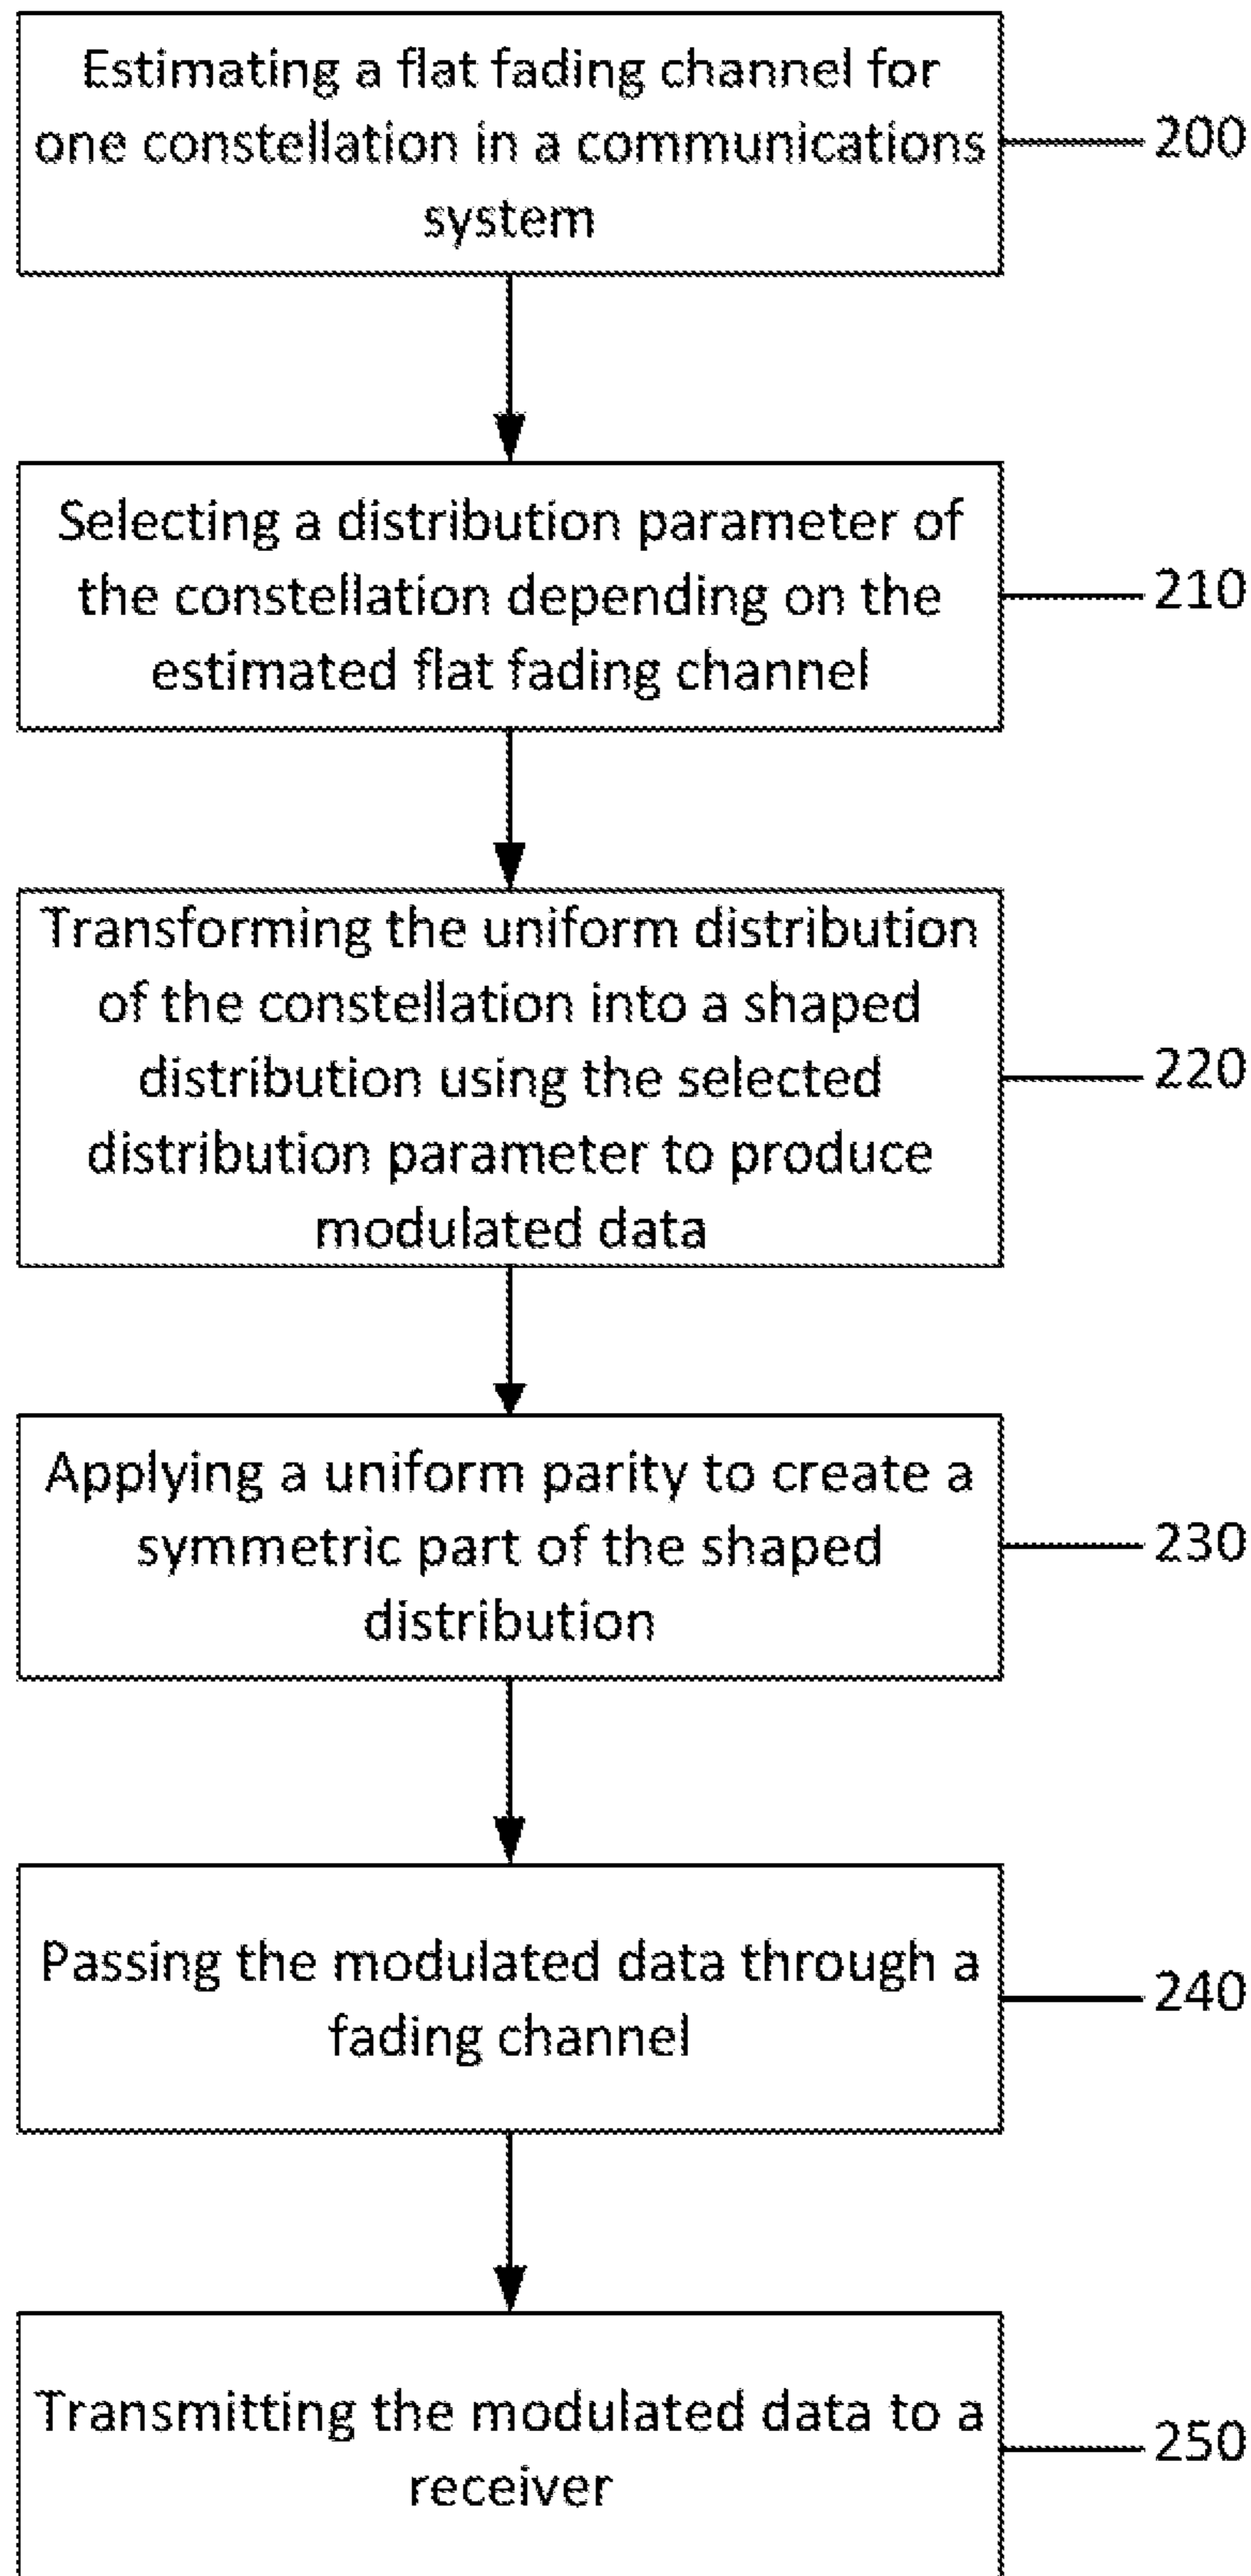 Estimating a flat fading channel for
one constellation in a communications
system
200
Selecting a distribution parameter of
the constellation depending on the
estimated flat fading channel
210
Transforming the uniform distribution
of the constellation into a shaped
distribution using the selected
distribution parameter to produce
modulated data
220
Applying a uniform parity to create a
symmetric part of the shaped
distribution
230
Passing the modulated data through a
fading channel
240
Transmitting the modulated data to a
receiver
250